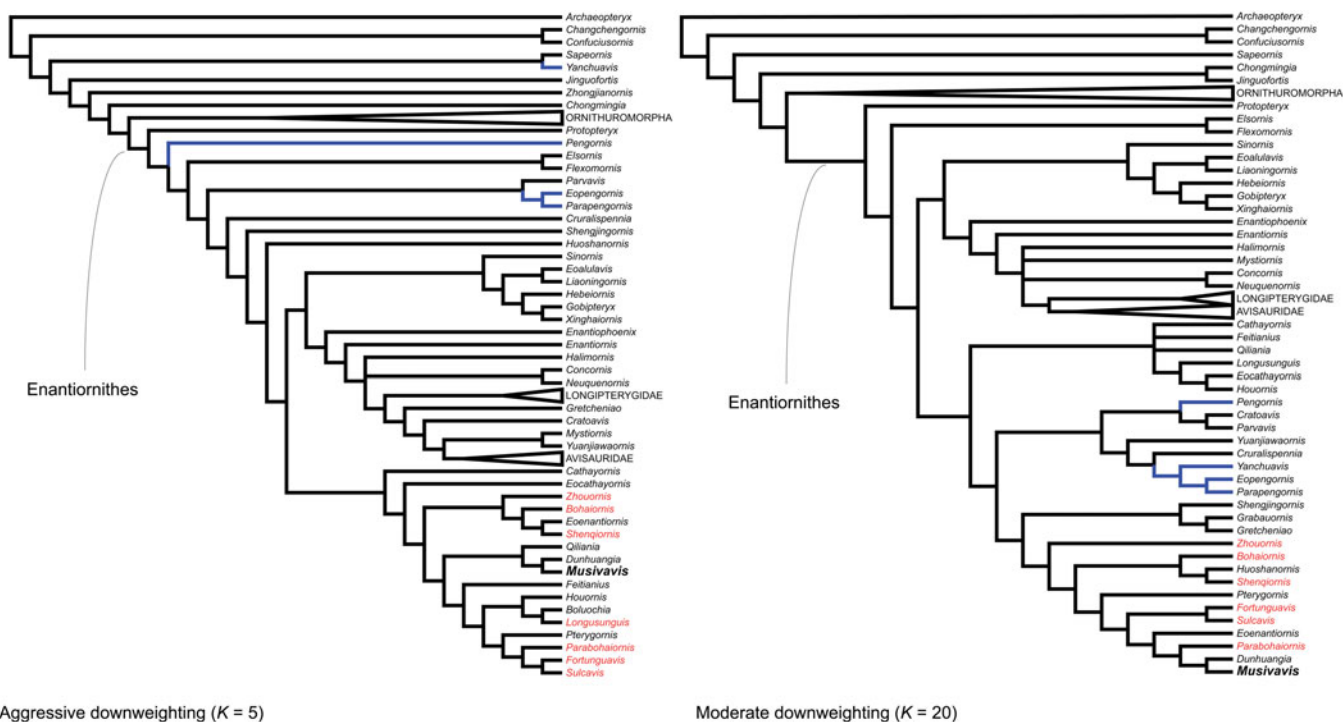 Archaeopteryx
Changchengornis
Confuciusornis
Sapeornis
Yanchuavis
Jinguofortis
Zhongjianornis
Chongmingia
ORNITHUROMORPHA
Protopteryx
Pengornis
Elsornis
Flexomornis
Parvavis
Eopengornis
Parapengornis
Cruralispennia
Shengjingornis
Huoshanornis
Sinornis
Eoalulavis
Liaoningornis
Hebeiornis
Gobipteryx
Xinghaiornis
Enantiophoenix
Enantiornis
Halimornis
Concornis
Neuquenornis
LONGIPTERYGIDAE
Gretcheniao
Cratoavis
Mystiornis
Yuanjiawaornis
AVISAURIDAE
Cathayornis
Eocathayornis
Zhouornis
Bohaiornis
Eoenantiornis
Shenqiornis
Qiliania
Dunhuangia
Musivavis
Feitianius
Houornis
Boluochia
Longusunguis
Pterygornis
Parabohaiornis
Fortunguavis
Sulcavis
Enantiornithes
Aggressive downweighting (K = 5)
Archaeopteryx
Changchengornis
Confuciusornis
Sapeornis
Chongmingia
Jinguofortis
ORNITHUROMORPHA
Protopteryx
Elsornis
Flexomornis
Sinornis
Eoalulavis
Liaoningornis
Hebeiornis
Gobipteryx
Xinghaiornis
Enantiophoenix
Enantiornis
Halimornis
Mystiornis
Concornis
Neuquenornis
LONGIPTERYGIDAE
AVISAURIDAE
Cathayornis
Feitianius
Qiliania
Longusunguis
Eocathayornis
Houornis
Pengornis
Cratoavis
Parvavis
Yuanjiawaornis
Cruralispennia
Yanchuavis
Eopengornis
Parapengornis
Shengjingornis
Grabauornis
Gretcheniao
Zhouornis
Bohaiornis
Huoshanornis
Shenqiornis
Pterygornis
Fortunguavis
Sulcavis
Eoenantiornis
Parabohaiornis
Dunhuangia
Musivavis
Enantiornithes
Moderate downweighting (K = 20)